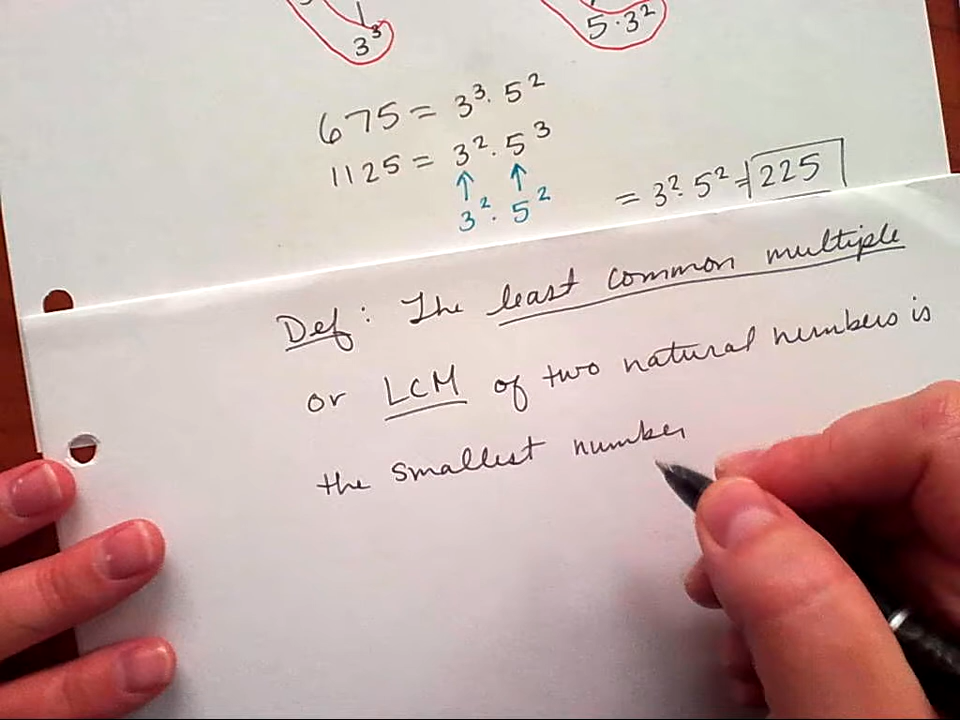 3³
5·3²
675 = 3³·5²
1125 = 3²·5³
↑ ↑
3²·5²
= 3²·5² = 225
Def: The least common multiple
or LCM of two natural numbers is
the smallest number